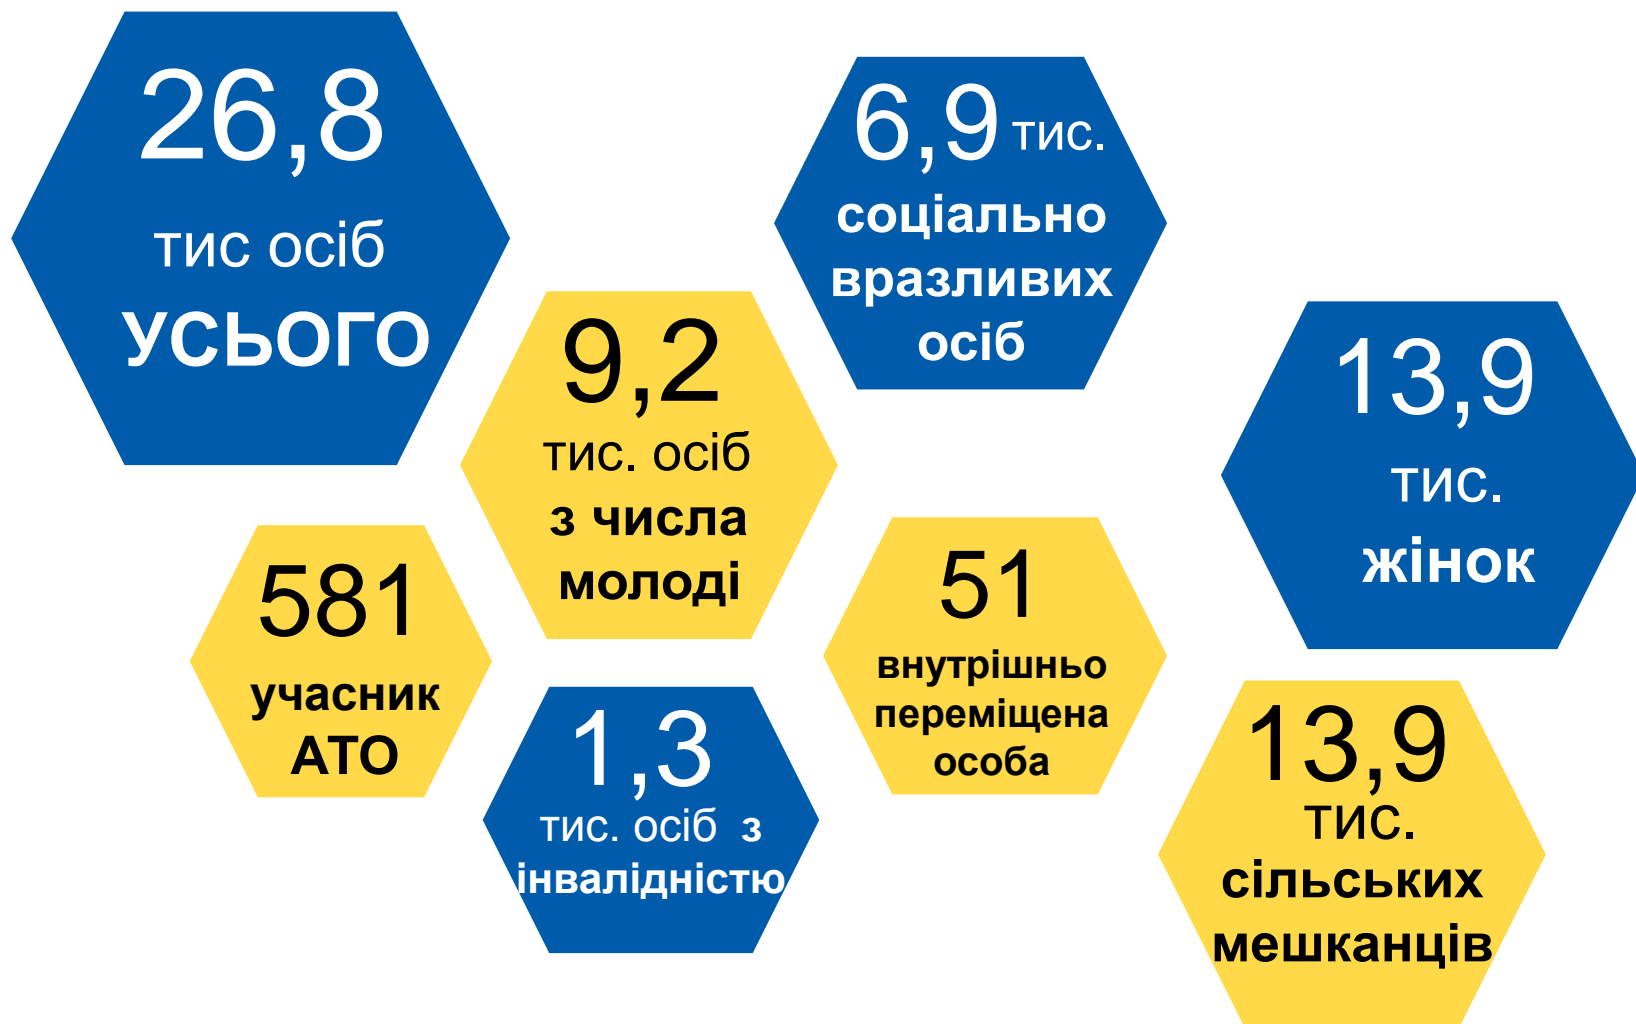 26,8
тис осіб
УСЬОГО
6,9 тис.
соціально
вразливих
осіб
9,2
тис. осіб
з числа
молоді
13,9
тис.
жінок
581
учасник
АТО
51
внутрішньо
переміщена
особа
1,3
тис. осіб з
інвалідністю
13,9
тис.
сільських
мешканців